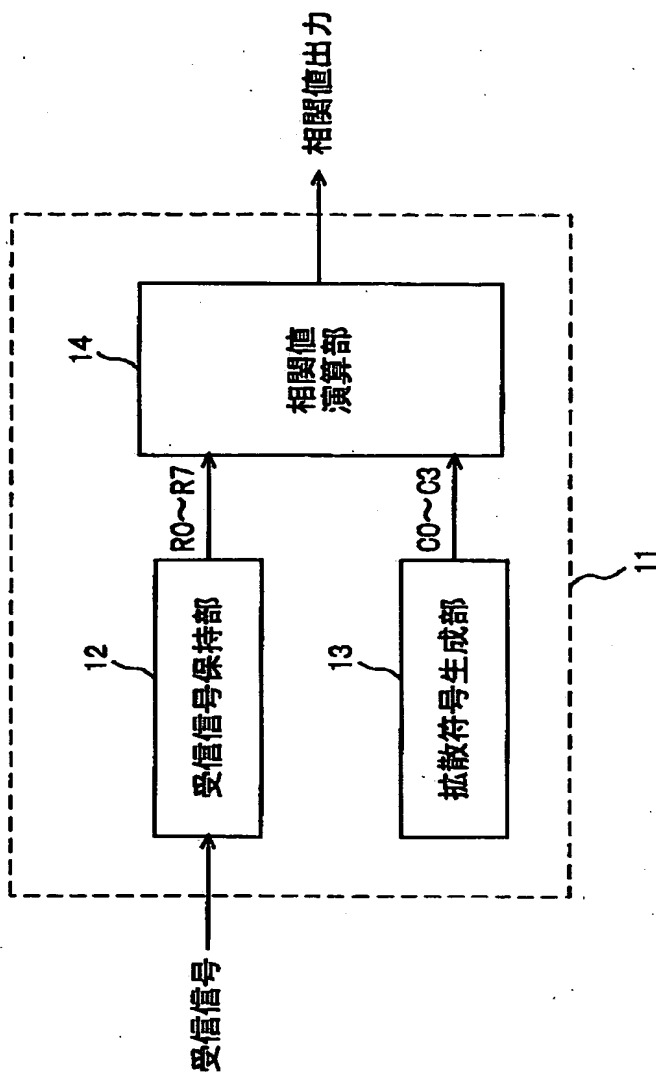 受信信号
11
12
受信信号保持部
R0〜R7
13
拡散符号生成部
C0〜C3
14
相関値
演算部
相関値出力